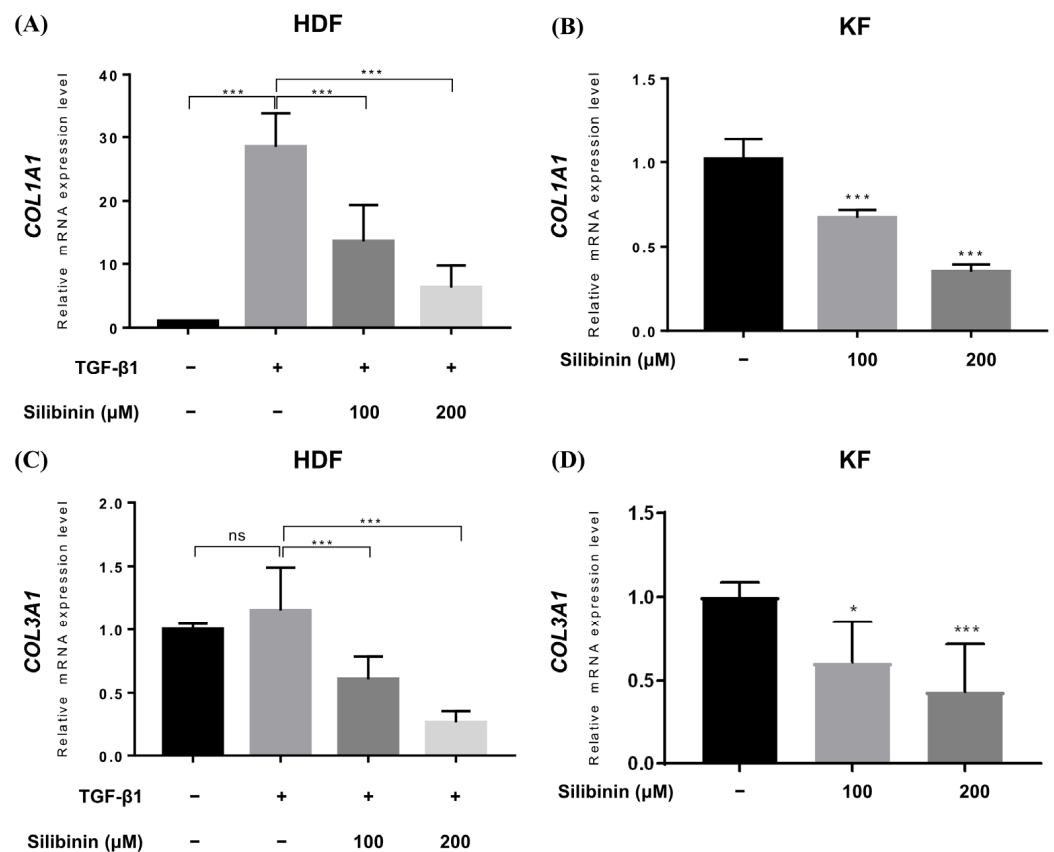 (A)
HDF
COL1A1
Relative mRNA expression level
40
30
20
10
0
***
***
***
TGF-β1 − + + +
Silibinin (μM) − − 100 200
(B)
KF
COL1A1
Relative mRNA expression level
1.5
1.0
0.5
0.0
***
***
Silibinin (μM) − 100 200
(C)
HDF
COL3A1
Relative mRNA expression level
2.0
1.5
1.0
0.5
0.0
***
ns
***
TGF-β1 − + + +
Silibinin (μM) − − 100 200
(D)
KF
COL3A1
Relative mRNA expression level
1.5
1.0
0.5
0.0
*
***
Silibinin (μM) − 100 200